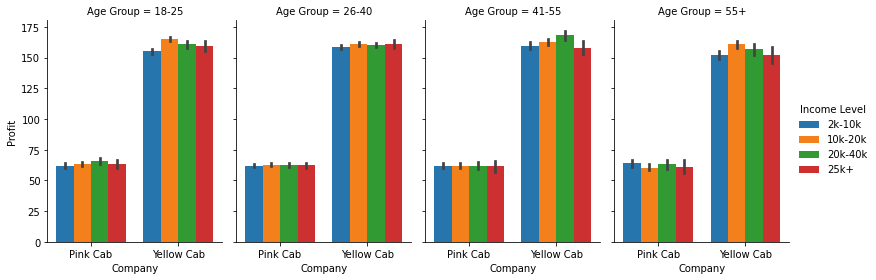 Age Group = 18-25
Age Group = 26-40
Age Group = 41-55
Age Group = 55+
Profit
175
150
125
100
75
50
25
0
Pink Cab Yellow Cab
Company
Pink Cab Yellow Cab
Company
Pink Cab Yellow Cab
Company
Pink Cab Yellow Cab
Company
Income Level
2k-10k
10k-20k
20k-40k
25k+